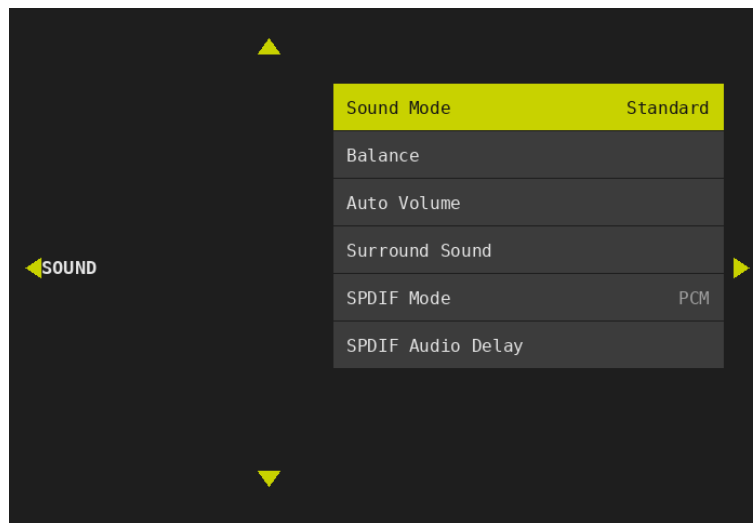 SOUND
Sound Mode Standard
Balance
Auto Volume
Surround Sound
SPDIF Mode PCM
SPDIF Audio Delay